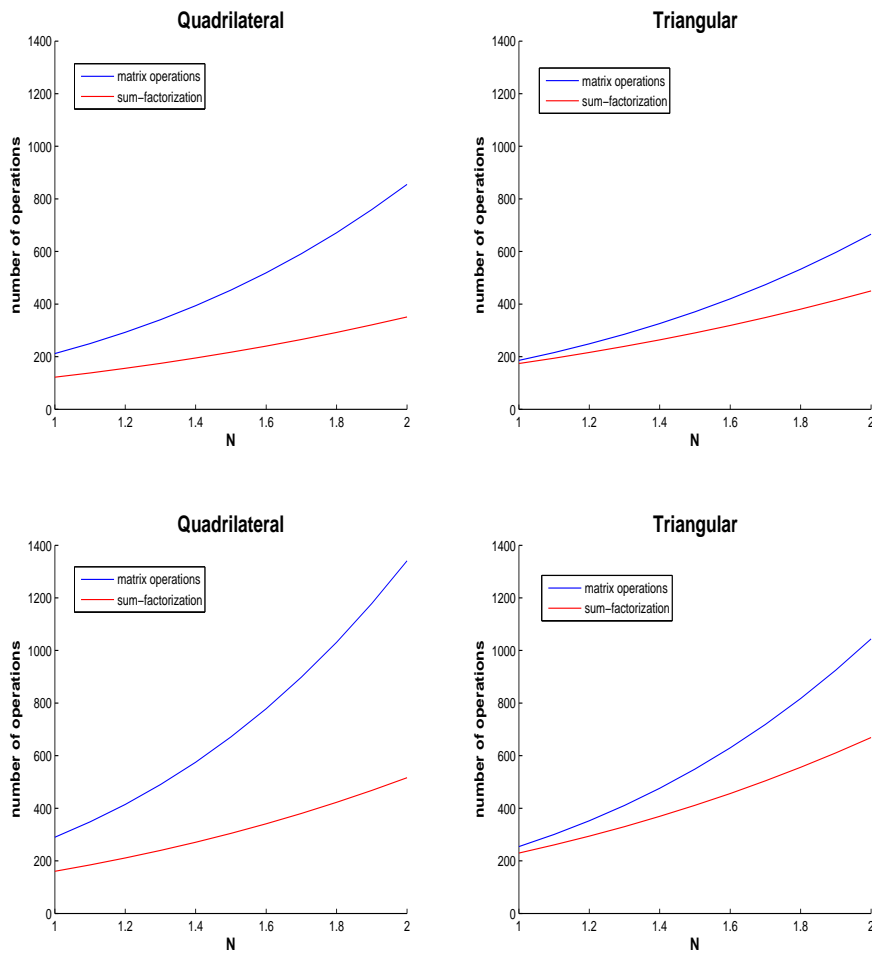 Quadrilateral
1400
1200
1000
800
600
400
200
0
number of operations
matrix operations
sum-factorization
1 1.2 1.4 1.6 1.8 2
N
Triangular
1400
1200
1000
800
600
400
200
0
number of operations
matrix operations
sum-factorization
1 1.2 1.4 1.6 1.8 2
N
Quadrilateral
1400
1200
1000
800
600
400
200
0
number of operations
matrix operations
sum-factorization
1 1.2 1.4 1.6 1.8 2
N
Triangular
1400
1200
1000
800
600
400
200
0
number of operations
matrix operations
sum-factorization
1 1.2 1.4 1.6 1.8 2
N